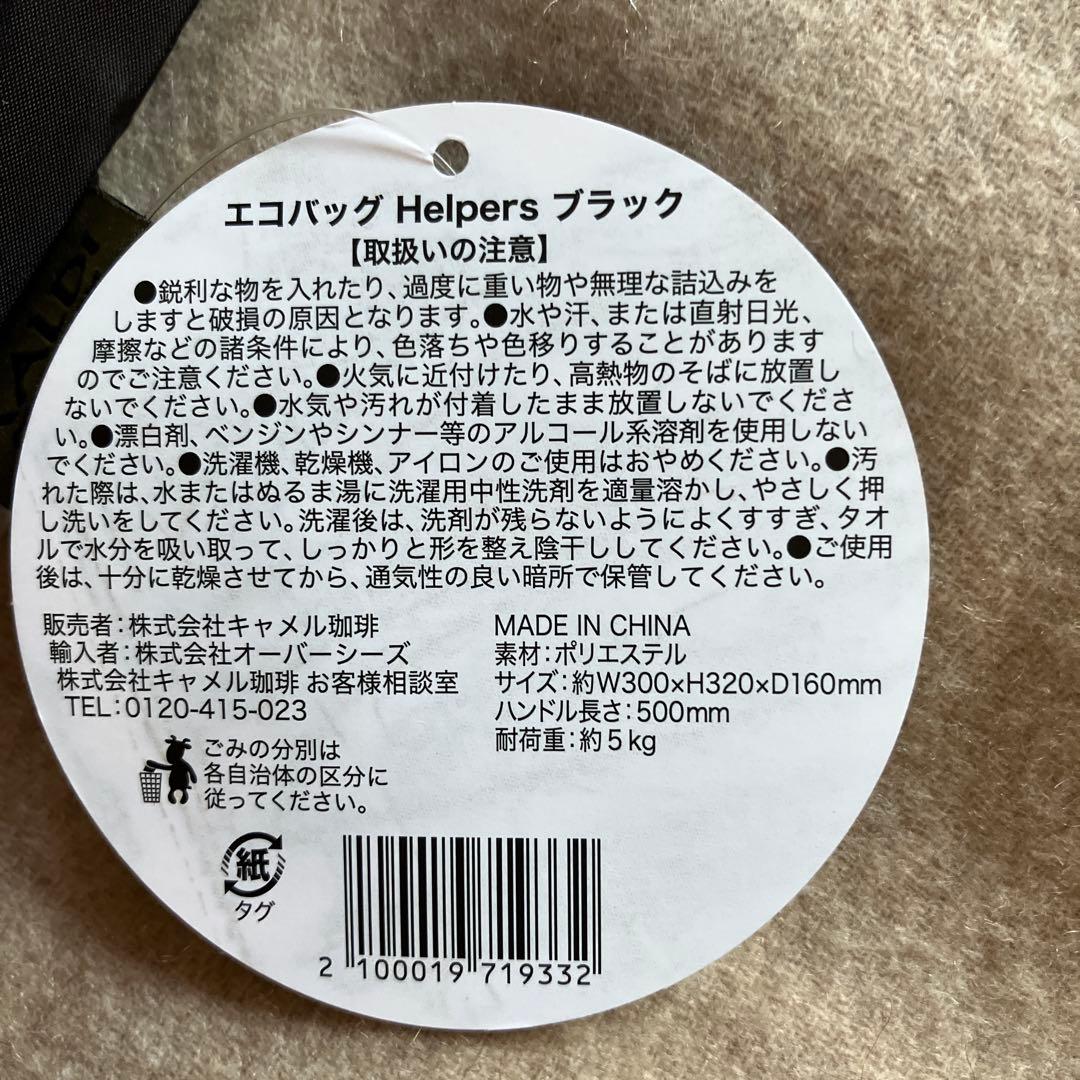 エコバッグ Helpers ブラック
【取扱いの注意】
●鋭利な物を入れたり、過度に重い物や無理な詰込みを
しますと破損の原因となります。●水や汗、または直射日光、
摩擦などの諸条件により、色落ちや色移りすることがあります
のでご注意ください。●火気に近付けたり、高熱物のそばに放置し
ないでください。●水気や汚れが付着したまま放置しないでくださ
い。●漂白剤、ベンジンやシンナー等のアルコール系溶剤を使用しない
でください。●洗濯機、乾燥機、アイロンのご使用はおやめください。●汚
れた際は、水またはぬるま湯に洗濯用中性洗剤を適量溶かし、やさしく押
し洗いをしてください。洗濯後は、洗剤が残らないようによくすすぎ、タオ
ルで水分を吸い取って、しっかりと形を整え陰干ししてください。●ご使用
後は、十分に乾燥させてから、通気性の良い暗所で保管してください。
販売者：株式会社キャメル珈琲
輸入者：株式会社オーバーシーズ
株式会社キャメル珈琲 お客様相談室
TEL：0120-415-023
MADE IN CHINA
素材：ポリエステル
サイズ：約W300×H320×D160mm
ハンドル長さ：500mm
耐荷重：約5kg
ごみの分別は
各自治体の区分に
従ってください。
紙
タグ
2 100019 719332